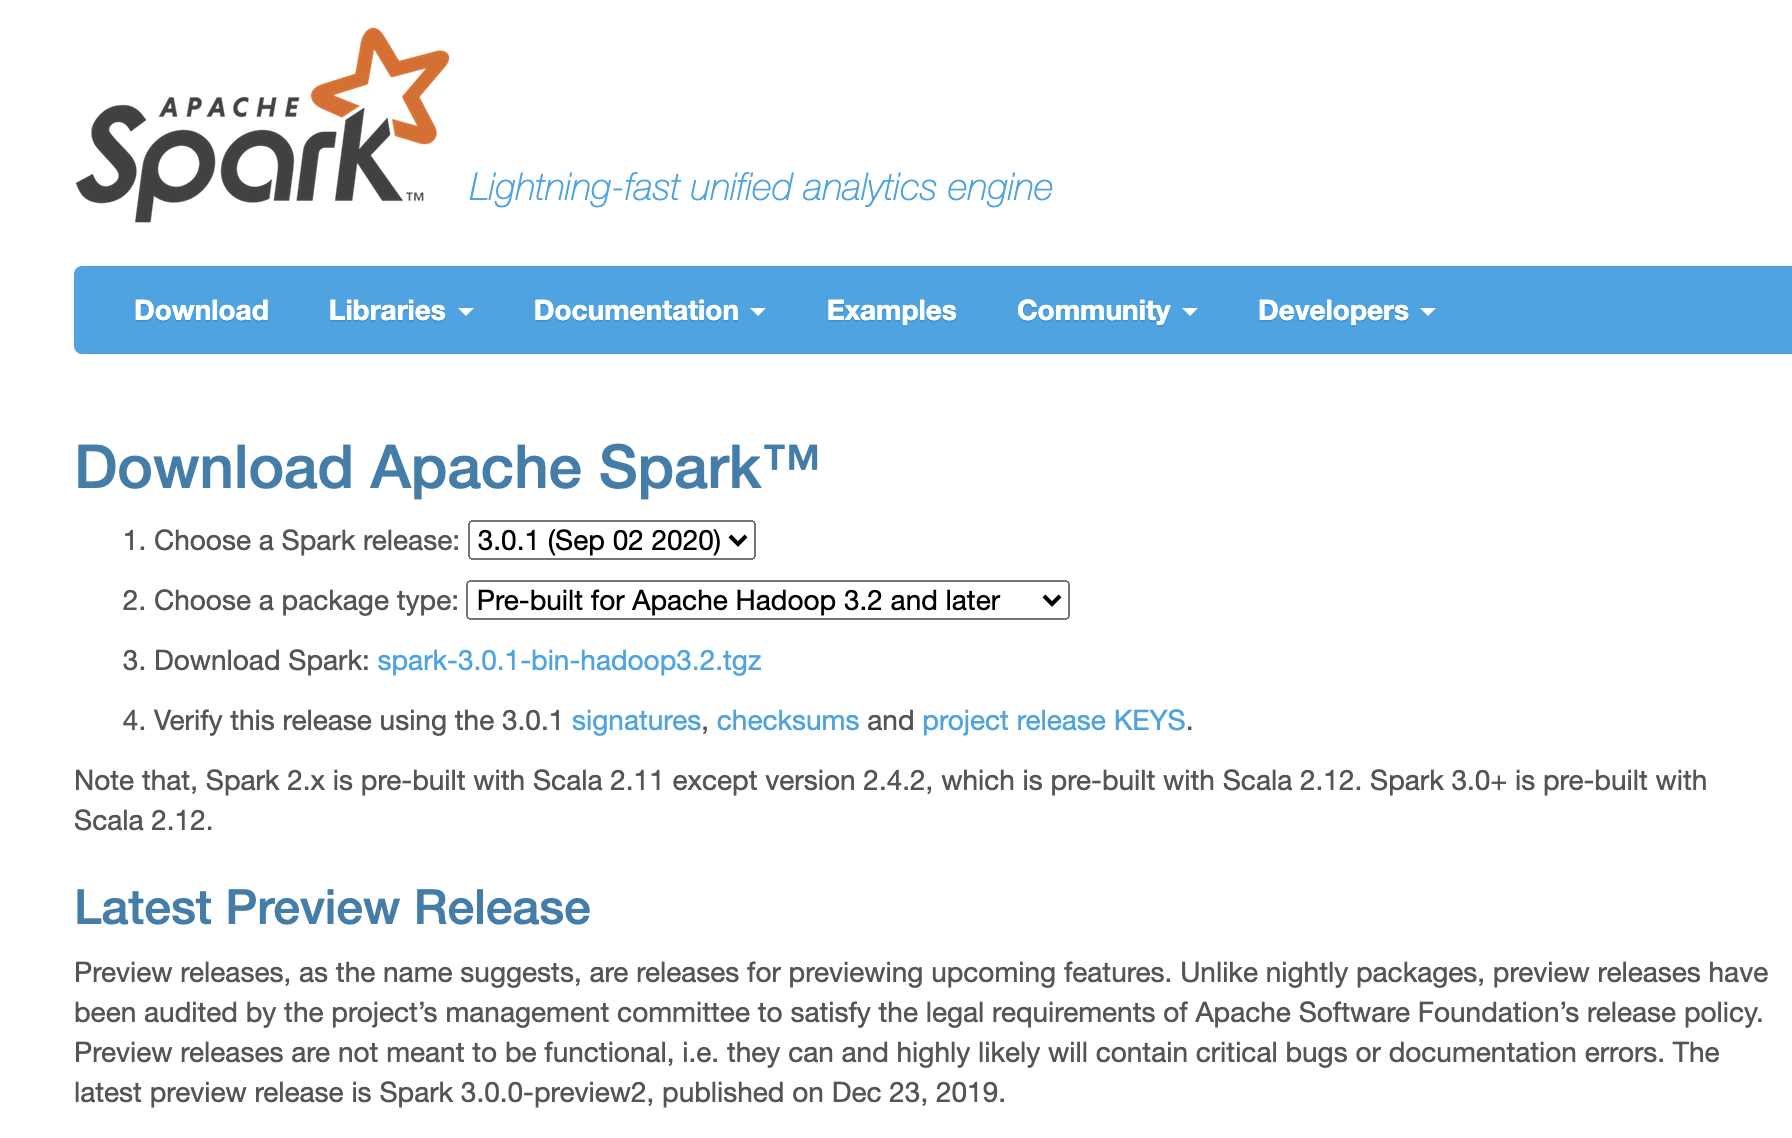 APACHE
Spark™
Lightning-fast unified analytics engine
Download Libraries Documentation Examples Community Developers
Download Apache Spark™
1. Choose a Spark release: 3.0.1 (Sep 02 2020)
2. Choose a package type: Pre-built for Apache Hadoop 3.2 and later
3. Download Spark: spark-3.0.1-bin-hadoop3.2.tgz
4. Verify this release using the 3.0.1 signatures, checksums and project release KEYS.
Note that, Spark 2.x is pre-built with Scala 2.11 except version 2.4.2, which is pre-built with Scala 2.12. Spark 3.0+ is pre-built with
Scala 2.12.
Latest Preview Release
Preview releases, as the name suggests, are releases for previewing upcoming features. Unlike nightly packages, preview releases have
been audited by the project’s management committee to satisfy the legal requirements of Apache Software Foundation’s release policy.
Preview releases are not meant to be functional, i.e. they can and highly likely will contain critical bugs or documentation errors. The
latest preview release is Spark 3.0.0-preview2, published on Dec 23, 2019.